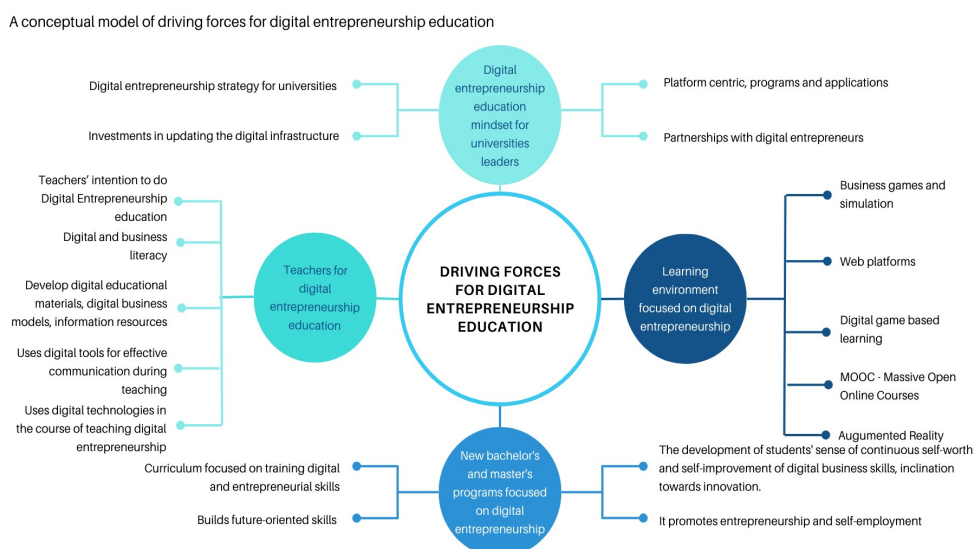 A conceptual model of driving forces for digital entrepreneurship education
Digital
entrepreneurship
education
mindset for
universities
leaders
Digital entrepreneurship strategy for universities
Investments in updating the digital infrastructure
Platform centric, programs and applications
Partnerships with digital entrepreneurs
Teachers’ intention to do
Digital Entrepreneurship
education
Digital and business
literacy
Develop digital educational
materials, digital business
models, information resources
Uses digital tools for effective
communication during
teaching
Uses digital technologies in
the course of teaching digital
entrepreneurship
Teachers for
digital
entrepreneurship
education
DRIVING FORCES
FOR DIGITAL
ENTREPRENEURSHIP
EDUCATION
Learning
environment
focused on digital
entrepreneurship
Business games and
simulation
Web platforms
Digital game based
learning
MOOC - Massive Open
Online Courses
Augumented Reality
New bachelor's
and master's
programs focused
on digital
entrepreneurship
Curriculum focused on training digital
and entrepreneurial skills
Builds future-oriented skills
The development of students' sense of continuous self-worth
and self-improvement of digital business skills, inclination
towards innovation.
It promotes entrepreneurship and self-employment